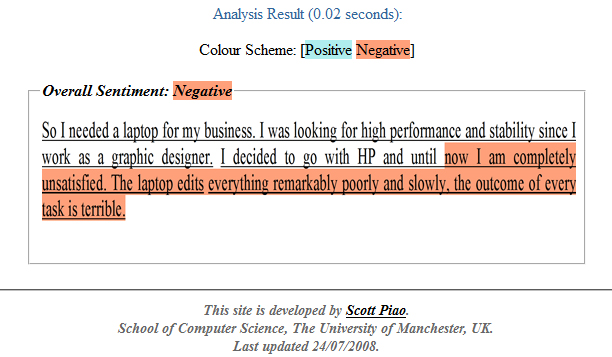 Analysis Result (0.02 seconds):
Colour Scheme: [Positive Negative]
Overall Sentiment: Negative
So I needed a laptop for my business. I was looking for high performance and stability since I
work as a graphic designer. I decided to go with HP and until now I am completely
unsatisfied. The laptop edits everything remarkably poorly and slowly, the outcome of every
task is terrible.
This site is developed by Scott Piao.
School of Computer Science, The University of Manchester, UK.
Last updated 24/07/2008.